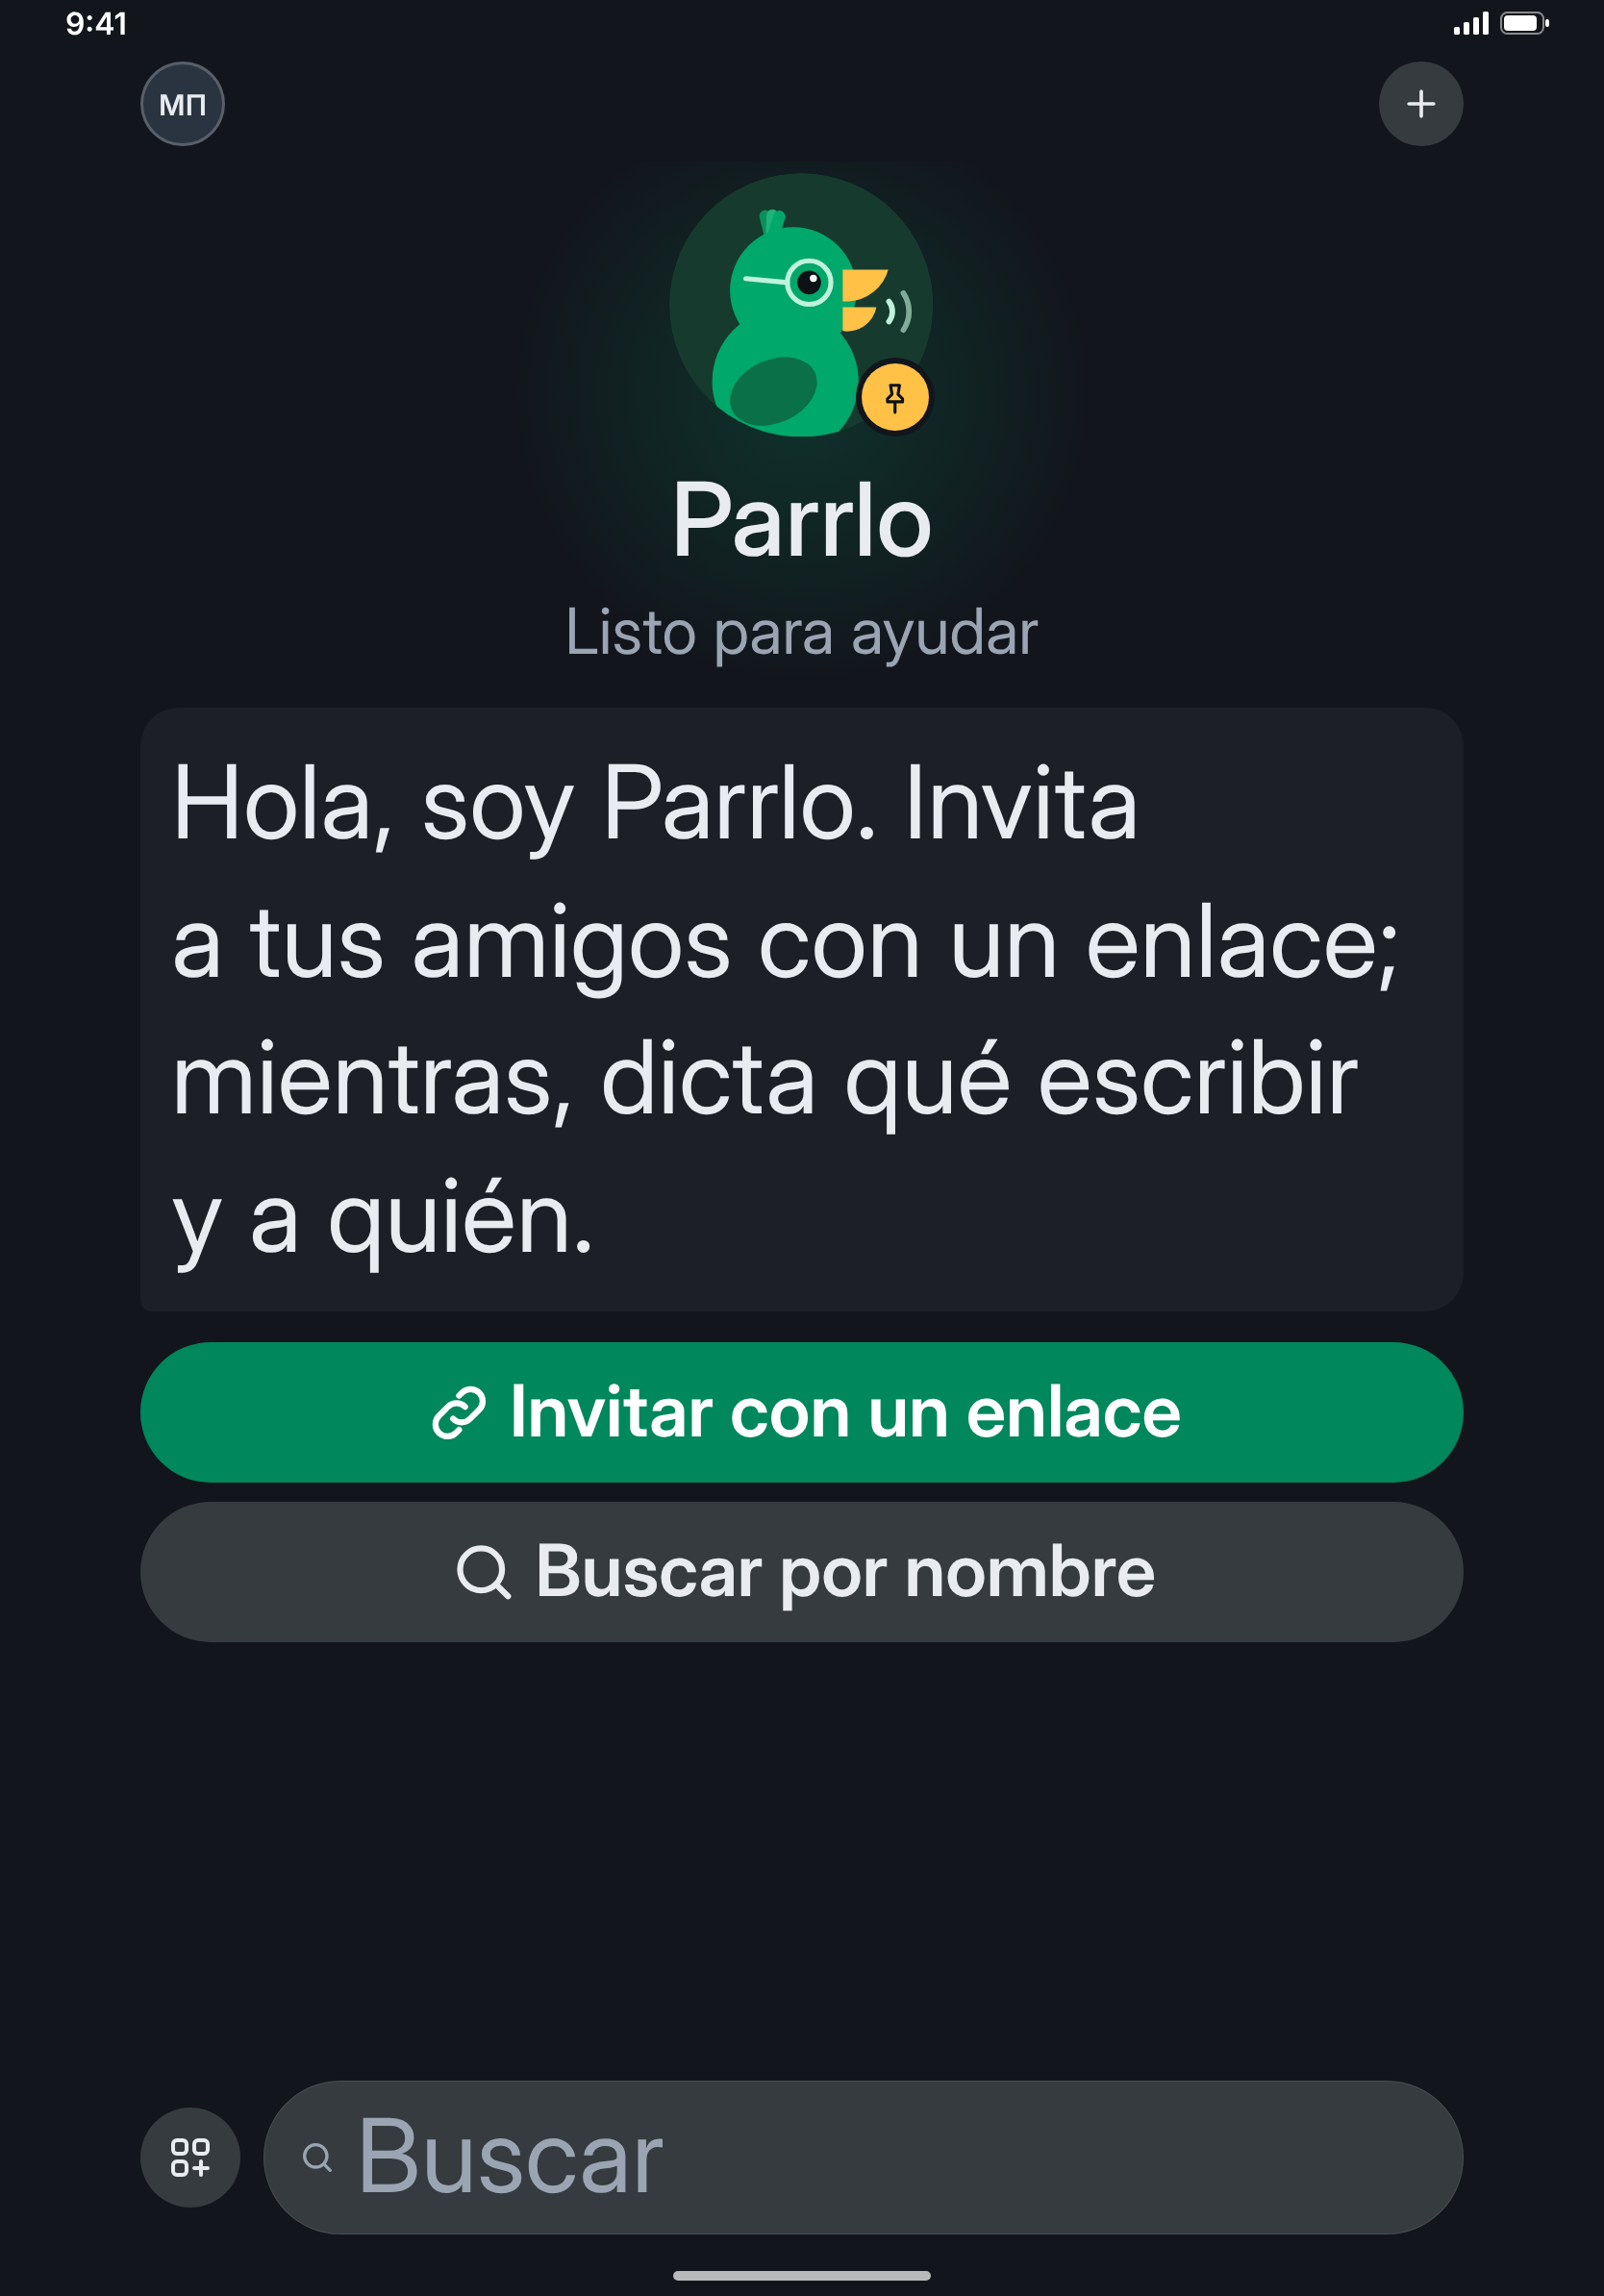 9:41
МП
Parrlo
Listo para ayudar
Hola, soy Parrlo. Invita
a tus amigos con un enlace;
mientras, dicta qué escribir
y a quién.
Invitar con un enlace
Buscar por nombre
Buscar